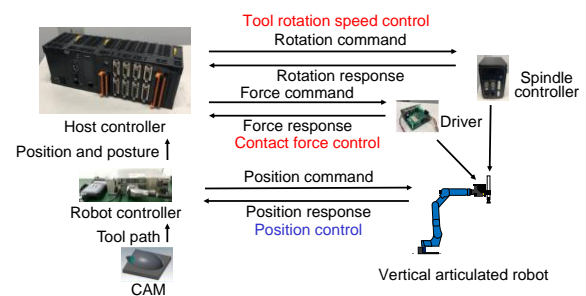 Tool rotation speed control
Rotation command
Rotation response
Force command
Spindle
controller
Host controller
Force response
Driver
Contact force control
Position and posture
Position command
Robot controller
Position response
Tool path
Position control
Vertical articulated robot
CAM